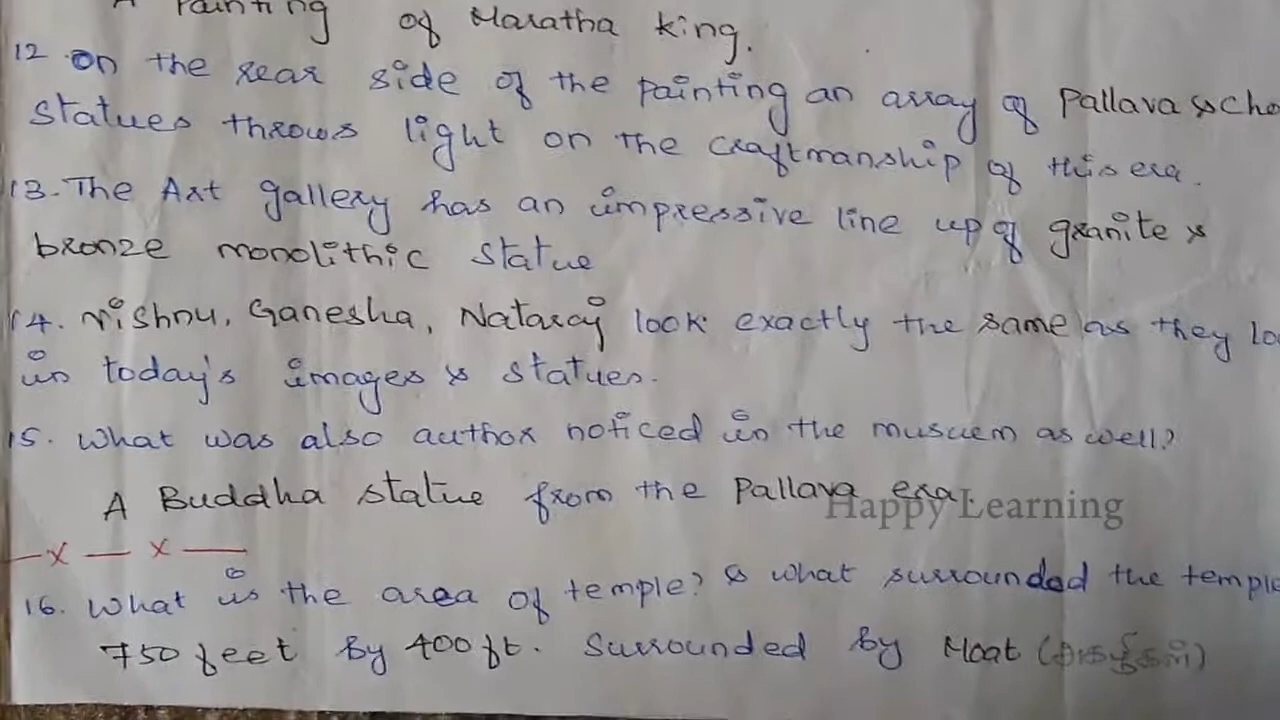 A Painting of Maratha king.
12 on the rear side of the painting an array of Pallava & Cho
statues throws light on the craftmanship of this era.
13. The Art gallery has an impressive line up of granite &
bronze monolithic statue
14. Vishnu, Ganesha, Nataraj look exactly the same as they lo
in today's images & statues.
15. What was also author noticed in the musuem as well?
A Buddha statue from the Pallava era.
Happy Learning
—x — x —
16. What is the area of temple? & what surrounded the temple
750 feet by 400 ft. Surrounded by Moat